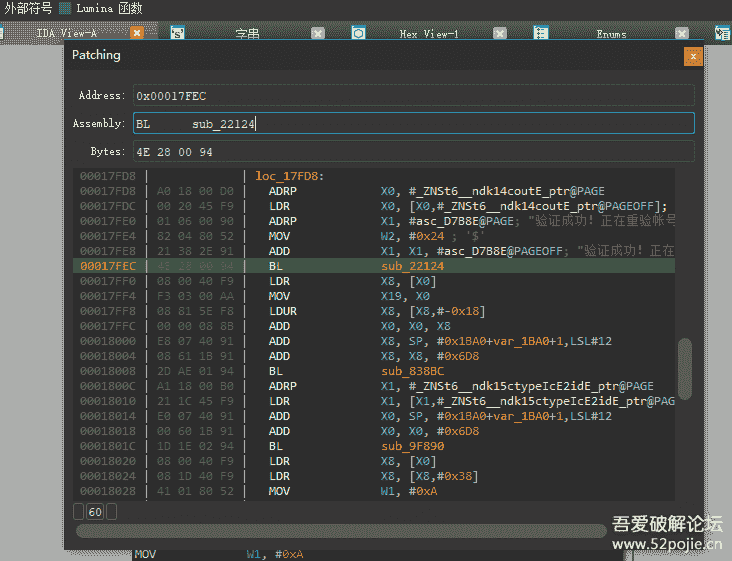 外部符号 Lumina 函数
IDA View-A 字串 Hex View-1 Enums
Patching
Address: 0x00017FEC
Assembly: BL sub_22124
Bytes: 4E 28 00 94
00017FD8 | | loc_17FD8:
00017FD8 | A0 18 00 D0 | ADRP X0, #_ZNSt6__ndk14coutE_ptr@PAGE
00017FDC | 00 20 45 F9 | LDR X0, [X0,#_ZNSt6__ndk14coutE_ptr@PAGEOFF];
00017FE0 | 01 06 00 90 | ADRP X1, #asc_D7B8E@PAGE; "验证成功! 正在重验帐号
00017FE4 | 82 04 80 52 | MOV W2, #0x24 ; '$'
00017FE8 | 21 38 2E 91 | ADD X1, X1, #asc_D7B8E@PAGEOFF; "验证成功! 正在
00017FEC | 4E 28 00 94 | BL sub_22124
00017FF0 | 08 00 40 F9 | LDR X8, [X0]
00017FF4 | F3 03 00 AA | MOV X19, X0
00017FF8 | 08 81 5E F8 | LDUR X8, [X8,#-0x18]
00017FFC | 00 00 08 8B | ADD X0, X0, X8
00018000 | E8 07 40 91 | ADD X8, SP, #0x1BA0+var_1BA0+1,LSL#12
00018004 | 08 61 1B 91 | ADD X8, X8, #0x6D8
00018008 | 2D AE 01 94 | BL sub_838BC
0001800C | A1 18 00 B0 | ADRP X1, #_ZNSt6__ndk15ctypeIcE2idE_ptr@PAGE
00018010 | 21 1C 45 F9 | LDR X1, [X1,#_ZNSt6__ndk15ctypeIcE2idE_ptr@PAG
00018014 | E0 07 40 91 | ADD X0, SP, #0x1BA0+var_1BA0+1,LSL#12
00018018 | 00 60 1B 91 | ADD X0, X0, #0x6D8
0001801C | 1D 1E 02 94 | BL sub_9F890
00018020 | 08 00 40 F9 | LDR X8, [X0]
00018024 | 08 1D 40 F9 | LDR X8, [X8,#0x38]
00018028 | 41 01 80 52 | MOV W1, #0xA
60
MOV W1, #0xA
吾爱破解论坛
www.52pojie.cn